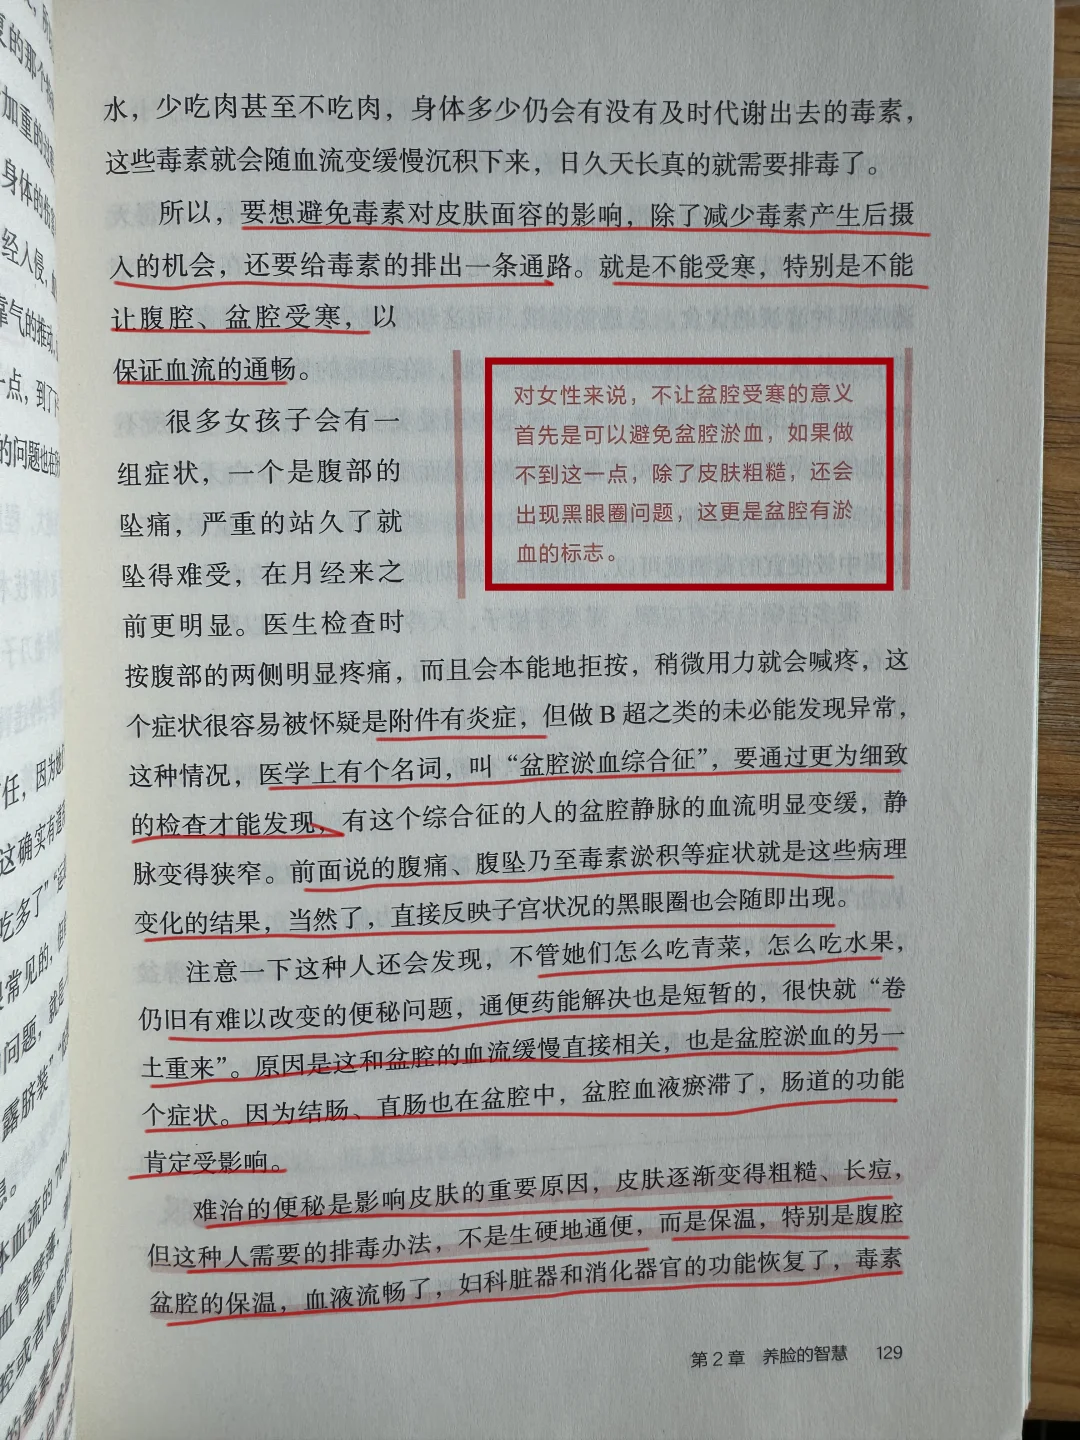 水，少吃肉甚至不吃肉，身体多少仍会有没有及时代谢出去的毒素，
这些毒素就会随血流变缓慢沉积下来，日久天长真的就需要排毒了。
所以，要想避免毒素对皮肤面容的影响，除了减少毒素产生后摄
入的机会，还要给毒素的排出一条通路。就是不能受寒，特别是不能
让腹腔、盆腔受寒，以
保证血流的通畅。
很多女孩子会有一
组症状，一个是腹部的
坠痛，严重的站久了就
坠得难受，在月经来之
前更明显。医生检查时
对女性来说，不让盆腔受寒的意义
首先是可以避免盆腔淤血，如果做
不到这一点，除了皮肤粗糙，还会
出现黑眼圈问题，这更是盆腔有淤
血的标志。
按腹部的两侧明显疼痛，而且会本能地拒按，稍微用力就会喊疼，这
个症状很容易被怀疑是附件有炎症，但做 B 超之类的未必能发现异常，
这种情况，医学上有个名词，叫“盆腔淤血综合征”，要通过更为细致
的检查才能发现，有这个综合征的人的盆腔静脉的血流明显变缓，静
脉变得狭窄。前面说的腹痛、腹坠乃至毒素淤积等症状就是这些病理
变化的结果，当然了，直接反映子宫状况的黑眼圈也会随即出现。
注意一下这种人还会发现，不管她们怎么吃青菜，怎么吃水果，
仍旧有难以改变的便秘问题，通便药能解决也是短暂的，很快就“卷
土重来”。原因是这和盆腔的血流缓慢直接相关，也是盆腔淤血的另一
个症状。因为结肠、直肠也在盆腔中，盆腔血液瘀滞了，肠道的功能
肯定受影响。
难治的便秘是影响皮肤的重要原因，皮肤逐渐变得粗糙、长痘，
但这种人需要的排毒办法，不是生硬地通便，而是保温，特别是腹腔
盆腔的保温，血液流畅了，妇科脏器和消化器官的功能恢复了，毒素
第 2 章 养脸的智慧 129